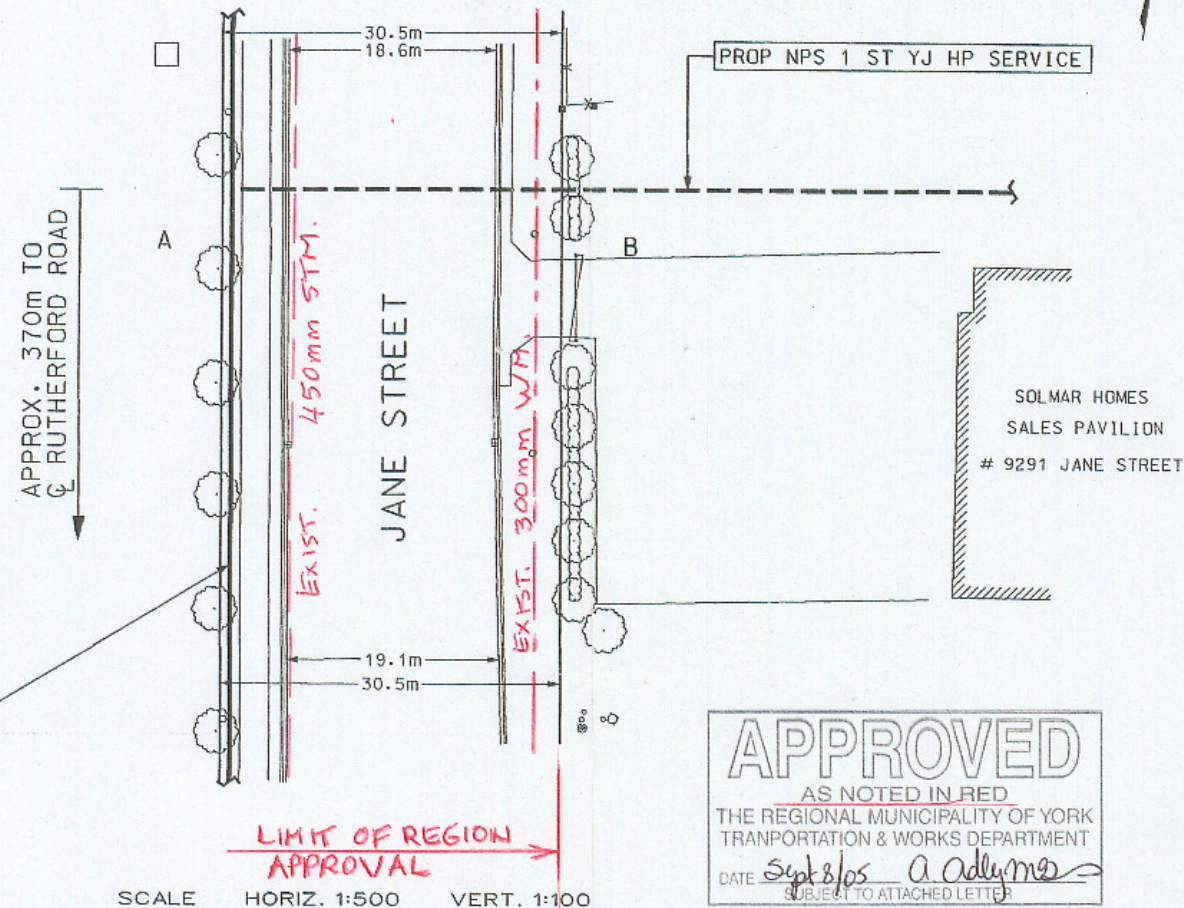 30.5m
18.6m
PROP NPS 1 ST YJ HP SERVICE
APPROX. 370m TO
℄ RUTHERFORD ROAD
A
B
EXIST. 450mm STM.
JANE STREET
EXIST. 300mm W/M.
SOLMAR HOMES
SALES PAVILION
# 9291 JANE STREET
19.1m
30.5m
LIMIT OF REGION
APPROVAL
SCALE HORIZ. 1:500 VERT. 1:100
APPROVED
AS NOTED IN RED
THE REGIONAL MUNICIPALITY OF YORK
TRANPORTATION & WORKS DEPARTMENT
DATE Sept 8/05
SUBJECT TO ATTACHED LETTER